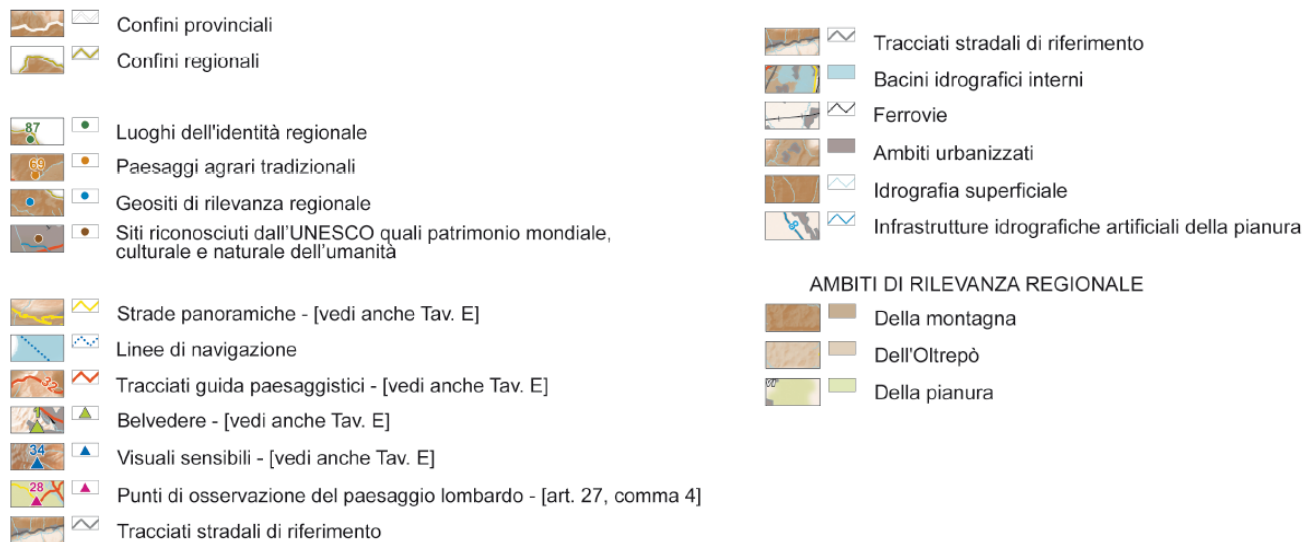 Confini provinciali
Confini regionali
87
Luoghi dell'identità regionale
69
Paesaggi agrari tradizionali
Geositi di rilevanza regionale
Siti riconosciuti dall'UNESCO quali patrimonio mondiale,
culturale e naturale dell'umanità
Strade panoramiche - [vedi anche Tav. E]
Linee di navigazione
32
Tracciati guida paesaggistici - [vedi anche Tav. E]
Belvedere - [vedi anche Tav. E]
34
Visuali sensibili - [vedi anche Tav. E]
28
Punti di osservazione del paesaggio lombardo - [art. 27, comma 4]
Tracciati stradali di riferimento
Tracciati stradali di riferimento
Bacini idrografici interni
Ferrovie
Ambiti urbanizzati
Idrografia superficiale
Infrastrutture idrografiche artificiali della pianura
AMBITI DI RILEVANZA REGIONALE
Della montagna
Dell'Oltrepò
Della pianura